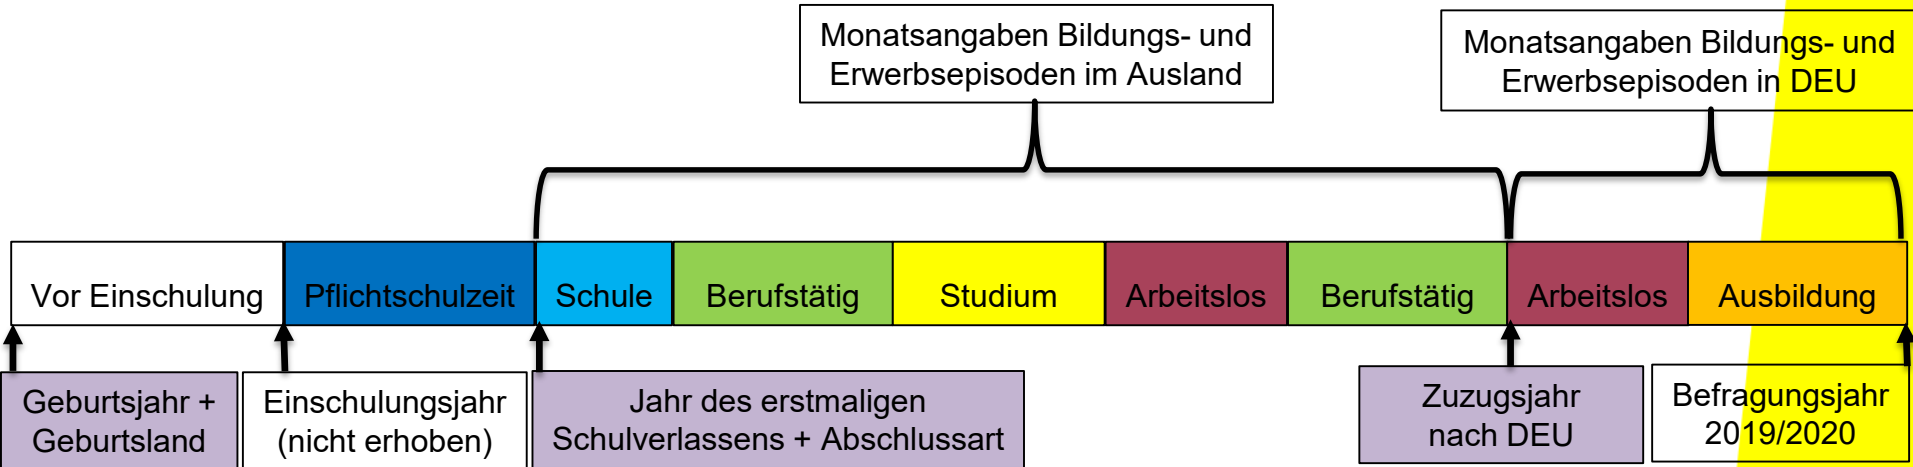 Monatsangaben Bildungs- und
Erwerbsepisoden im Ausland
Monatsangaben Bildungs- und
Erwerbsepisoden in DEU
Vor Einschulung
Pflichtschulzeit
Schule
Berufstätig
Studium
Arbeitslos
Berufstätig
Arbeitslos
Ausbildung
Geburtsjahr +
Geburtsland
Einschulungsjahr
(nicht erhoben)
Jahr des erstmaligen
Schulverlassens + Abschlussart
Zuzugsjahr
nach DEU
Befragungsjahr
2019/2020